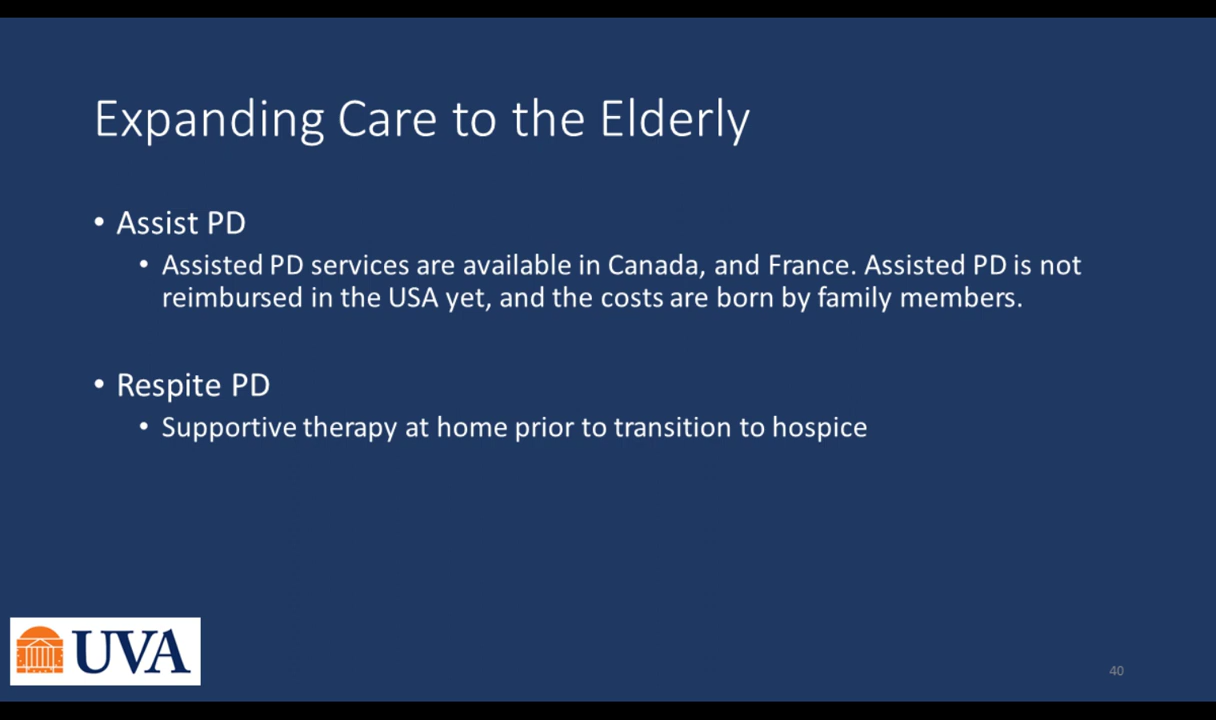 Expanding Care to the Elderly
• Assist PD
• Assisted PD services are available in Canada, and France. Assisted PD is not
reimbursed in the USA yet, and the costs are born by family members.
• Respite PD
• Supportive therapy at home prior to transition to hospice
UVA
40